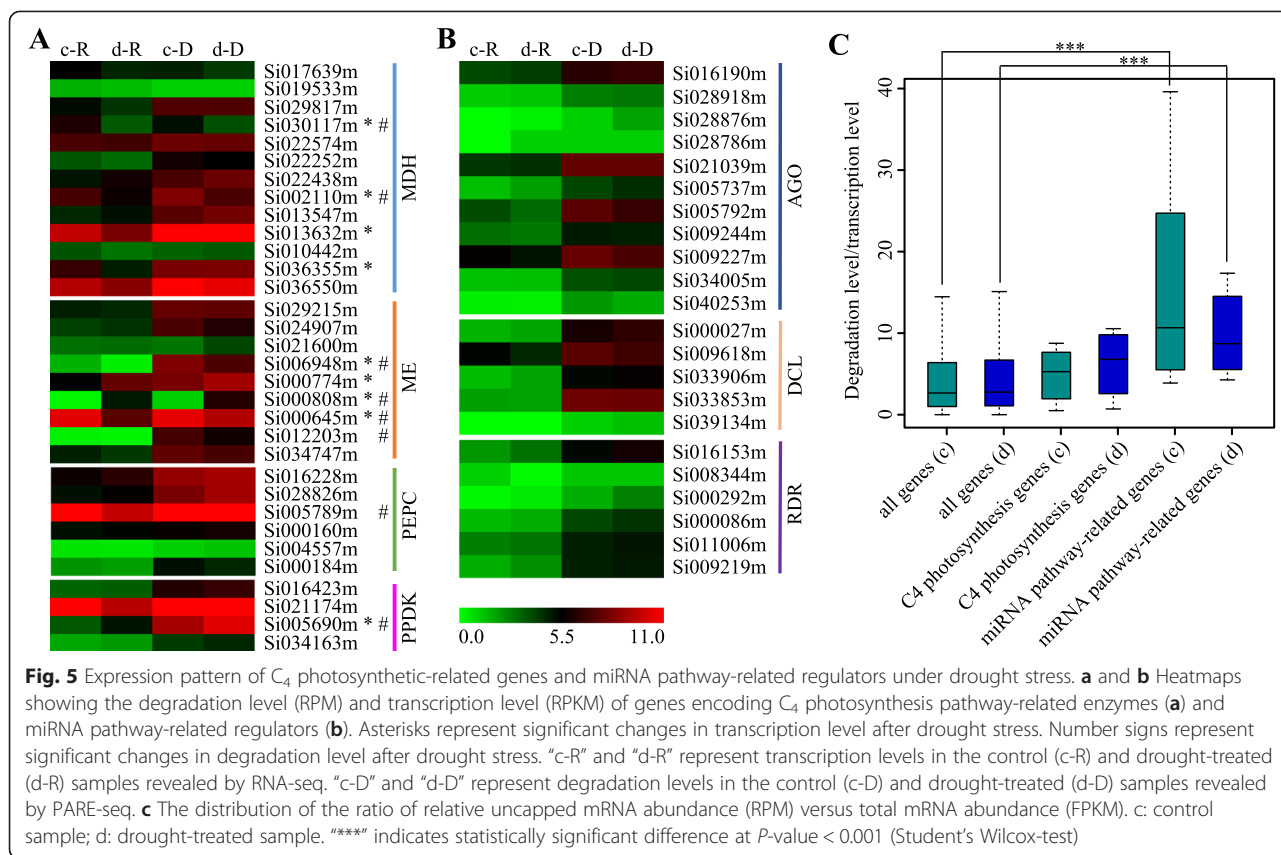 A
c-R d-R c-D d-D
Si017639m
Si019533m
Si029817m
Si030117m * #
Si022574m
Si022252m
Si022438m
Si002110m * #
Si013547m
Si013632m *
Si010442m
Si036355m *
Si036550m
MDH
Si029215m
Si024907m
Si021600m
Si006948m * #
Si000774m *
Si000808m * #
Si000645m * #
Si012203m #
Si034747m
ME
Si016228m
Si028826m
Si005789m #
Si000160m
Si004557m
Si000184m
PEPC
Si016423m
Si021174m
Si005690m * #
Si034163m
PPDK
B
c-R d-R c-D d-D
Si016190m
Si028918m
Si028876m
Si028786m
Si021039m
Si005737m
Si005792m
Si009244m
Si009227m
Si034005m
Si040253m
AGO
Si000027m
Si009618m
Si033906m
Si033853m
Si039134m
DCL
Si016153m
Si008344m
Si000292m
Si000086m
Si011006m
Si009219m
RDR
0.0 5.5 11.0
C
***
***
Degradation level/transcription level
40
30
20
10
0
all genes (c)
all genes (d)
C4 photosynthesis genes (c)
C4 photosynthesis genes (d)
miRNA pathway-related genes (c)
miRNA pathway-related genes (d)
Fig. 5 Expression pattern of C4 photosynthetic-related genes and miRNA pathway-related regulators under drought stress. a and b Heatmaps
showing the degradation level (RPM) and transcription level (RPKM) of genes encoding C4 photosynthesis pathway-related enzymes (a) and
miRNA pathway-related regulators (b). Asterisks represent significant changes in transcription level after drought stress. Number signs represent
significant changes in degradation level after drought stress. “c-R” and “d-R” represent transcription levels in the control (c-R) and drought-treated
(d-R) samples revealed by RNA-seq. “c-D” and “d-D” represent degradation levels in the control (c-D) and drought-treated (d-D) samples revealed
by PARE-seq. c The distribution of the ratio of relative uncapped mRNA abundance (RPM) versus total mRNA abundance (FPKM). c: control
sample; d: drought-treated sample. “***” indicates statistically significant difference at P-value < 0.001 (Student’s Wilcox-test)